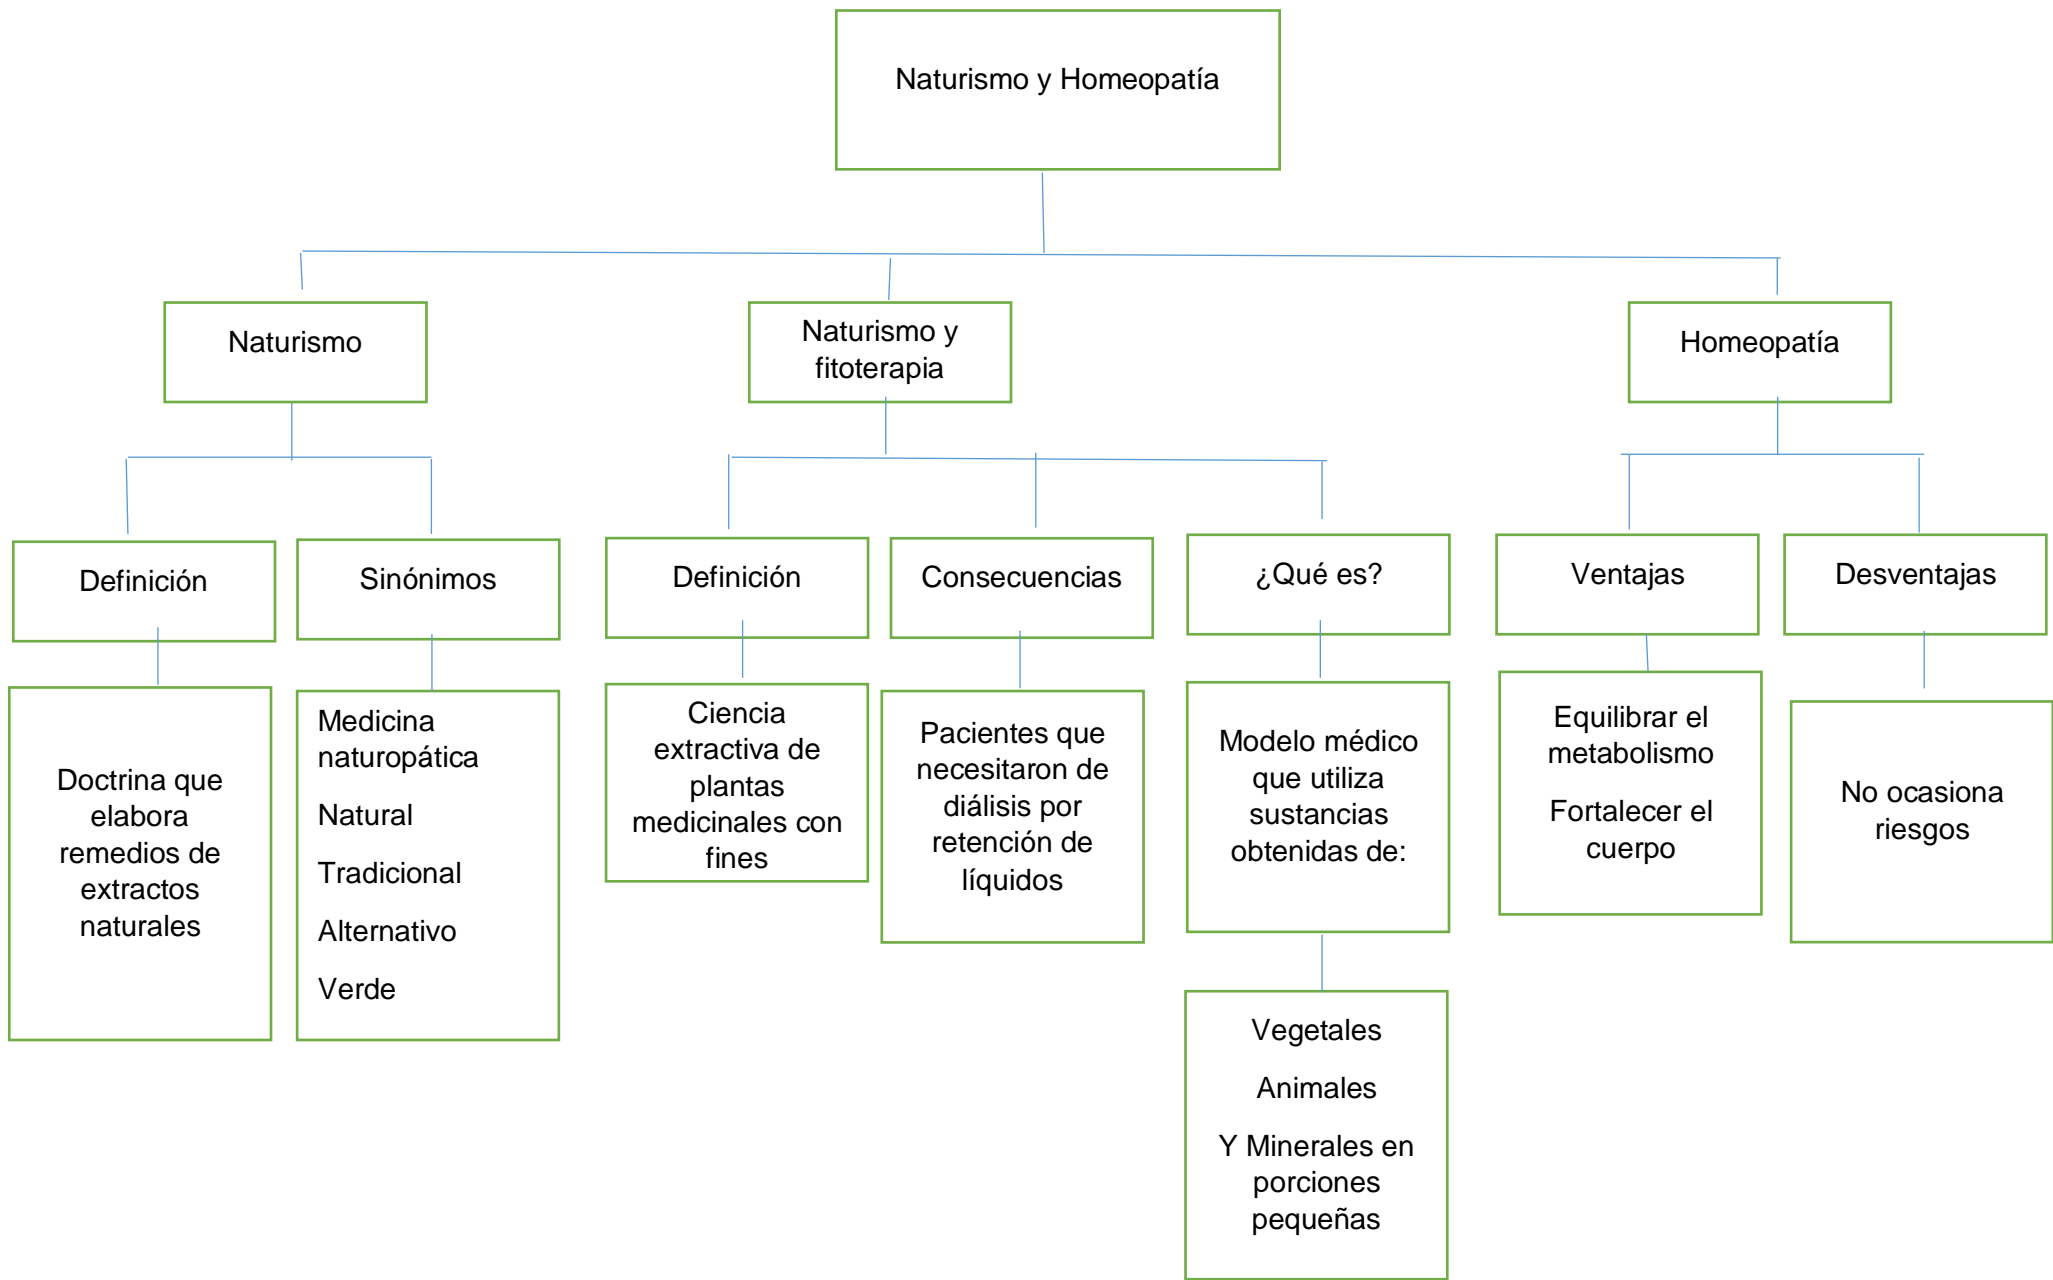 Naturismo y Homeopatía
Naturismo
Naturismo y
fitoterapia
Homeopatía
Definición
Sinónimos
Definición
Consecuencias
¿Qué es?
Ventajas
Desventajas
Doctrina que
elabora
remedios de
extractos
naturales
Medicina
naturopática
Natural
Tradicional
Alternativo
Verde
Ciencia
extractiva de
plantas
medicinales con
fines
Pacientes que
necesitaron de
diálisis por
retención de
líquidos
Modelo médico
que utiliza
sustancias
obtenidas de:
Equilibrar el
metabolismo
Fortalecer el
cuerpo
No ocasiona
riesgos
Vegetales
Animales
Y Minerales en
porciones
pequeñas